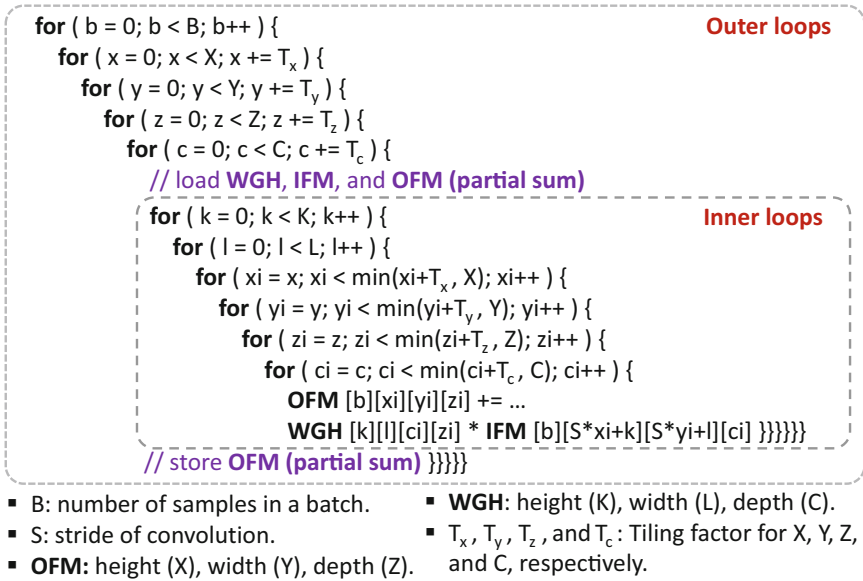 for ( b = 0; b < B; b++ ) { Outer loops
for ( x = 0; x < X; x += Tx ) {
for ( y = 0; y < Y; y += Ty ) {
for ( z = 0; z < Z; z += Tz ) {
for ( c = 0; c < C; c += Tc ) {
// load WGH, IFM, and OFM (partial sum)
for ( k = 0; k < K; k++ ) { Inner loops
for ( l = 0; l < L; l++ ) {
for ( xi = x; xi < min(xi+Tx , X); xi++ ) {
for ( yi = y; yi < min(yi+Ty , Y); yi++ ) {
for ( zi = z; zi < min(zi+Tz , Z); zi++ ) {
for ( ci = c; ci < min(ci+Tc , C); ci++ ) {
OFM [b][xi][yi][zi] += ...
WGH [k][l][ci][zi] * IFM [b][S*xi+k][S*yi+l][ci] }}}}}}
// store OFM (partial sum) }}}}}
▪ B: number of samples in a batch.
▪ S: stride of convolution.
▪ OFM: height (X), width (Y), depth (Z).
▪ WGH: height (K), width (L), depth (C).
▪ Tx , Ty , Tz , and Tc : Tiling factor for X, Y, Z,
and C, respectively.